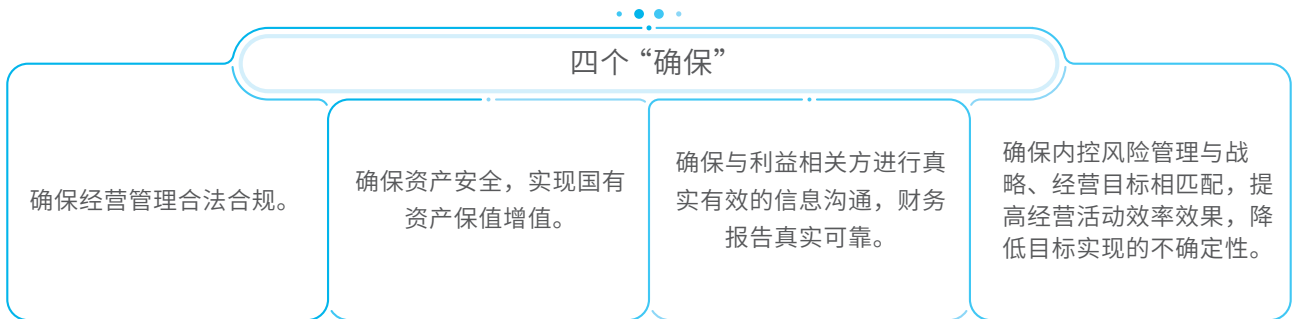 四个 “确保”
确保经营管理合法合规。
确保资产安全，实现国有
资产保值增值。
确保与利益相关方进行真
实有效的信息沟通，财务
报告真实可靠。
确保内控风险管理与战
略、经营目标相匹配，提
高经营活动效率效果，降
低目标实现的不确定性。